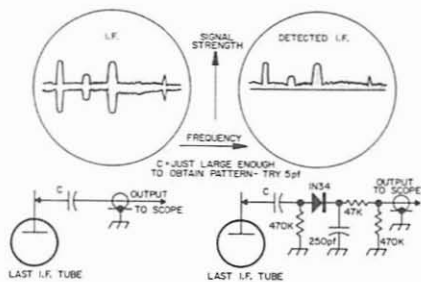 I.F.
SIGNAL
STRENGTH
DETECTED I.F.
FREQUENCY
C = JUST LARGE ENOUGH
TO OBTAIN PATTERN - TRY 5pf
C
OUTPUT
TO SCOPE
LAST I.F. TUBE
C
IN34
OUTPUT
TO SCOPE
47K
470K
250pf
470K
LAST I.F. TUBE